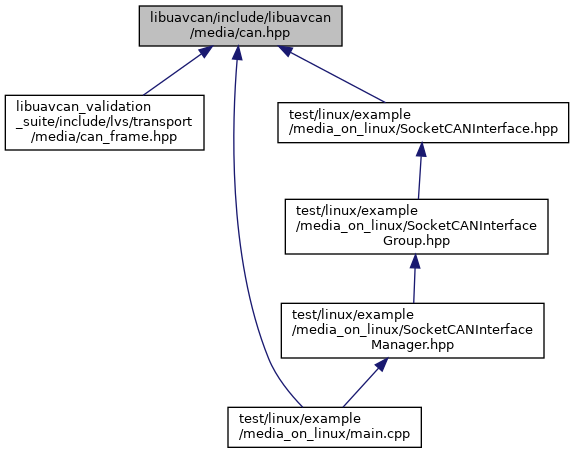 libuavcan/include/libuavcan
/media/can.hpp
libuavcan_validation
_suite/include/lvs/transport
/media/can_frame.hpp
test/linux/example
/media_on_linux/SocketCANInterface.hpp
test/linux/example
/media_on_linux/SocketCANInterface
Group.hpp
test/linux/example
/media_on_linux/SocketCANInterface
Manager.hpp
test/linux/example
/media_on_linux/main.cpp